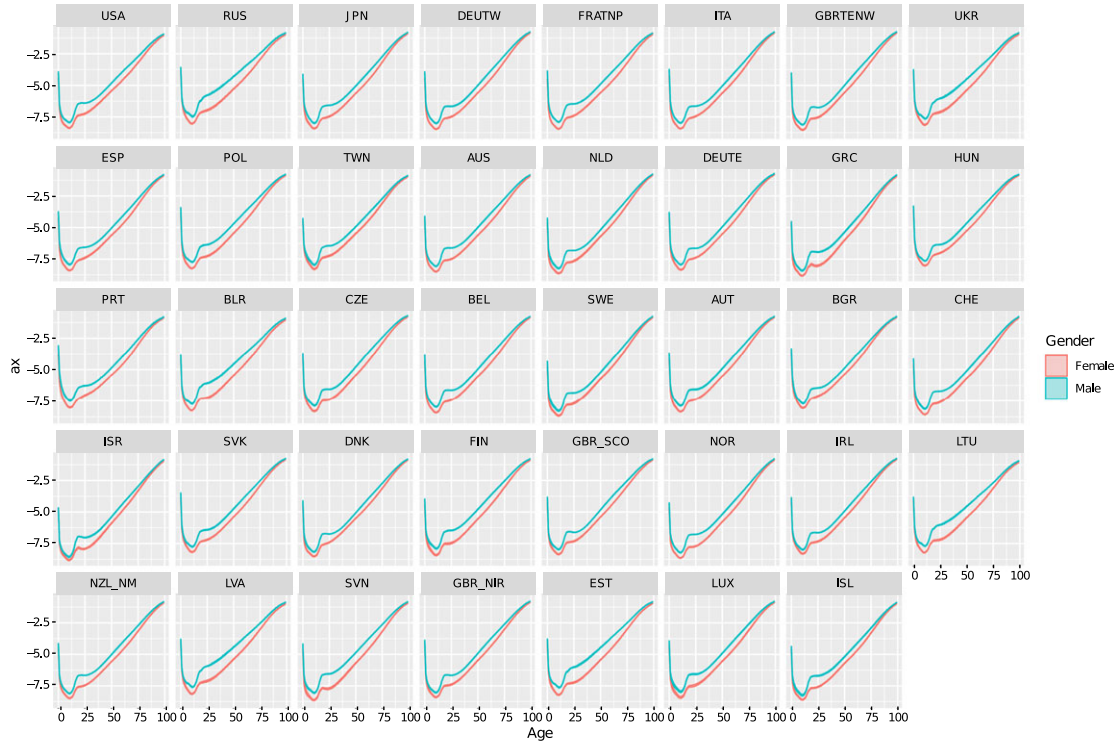 USA RUS JPN DEUTW FRATNP ITA GBRTENW UKR
−2.5
−5.0
−7.5
ESP POL TWN AUS NLD DEUTE GRC HUN
−2.5
−5.0
−7.5
PRT BLR CZE BEL SWE AUT BGR CHE
−2.5
−5.0
−7.5
ax
Gender
Female
Male
ISR SVK DNK FIN GBR_SCO NOR IRL LTU
−2.5
−5.0
−7.5
0 25 50 75 100
NZL_NM LVA SVN GBR_NIR EST LUX ISL
−2.5
−5.0
−7.5
0 25 50 75 100 0 25 50 75 100 0 25 50 75 100 0 25 50 75 100 0 25 50 75 100 0 25 50 75 100 0 25 50 75 100
Age